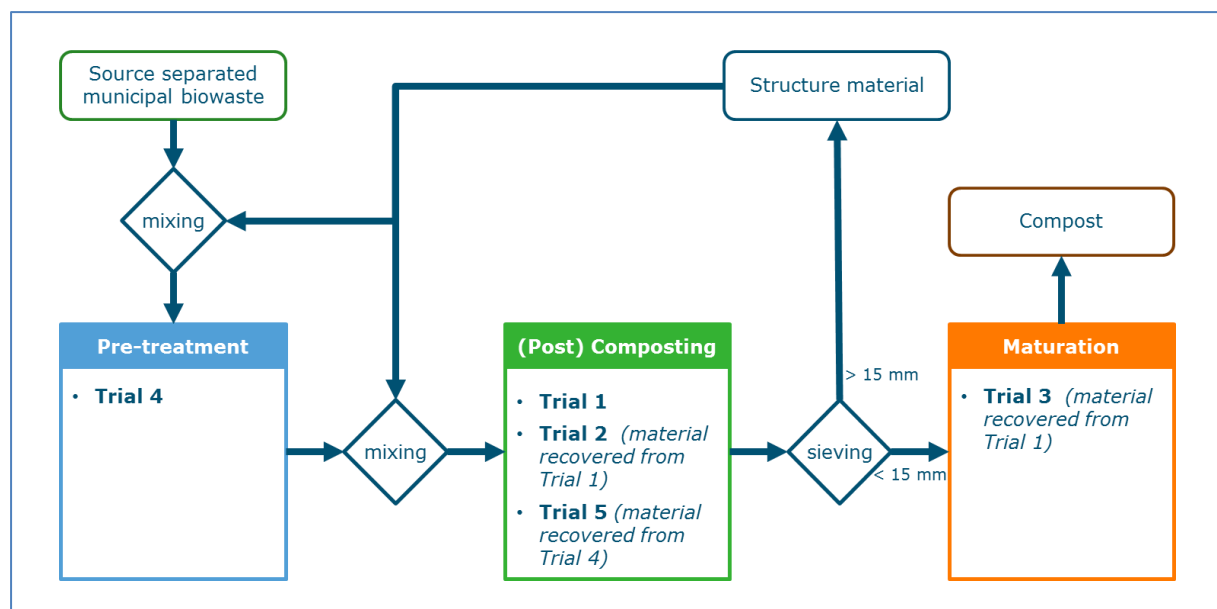 Source separated
municipal biowaste
Structure material
mixing
Compost
Pre-treatment
• Trial 4
mixing
(Post) Composting
• Trial 1
• Trial 2 (material
recovered from
Trial 1)
• Trial 5 (material
recovered from
Trial 4)
> 15 mm
sieving
< 15 mm
Maturation
• Trial 3 (material
recovered from
Trial 1)